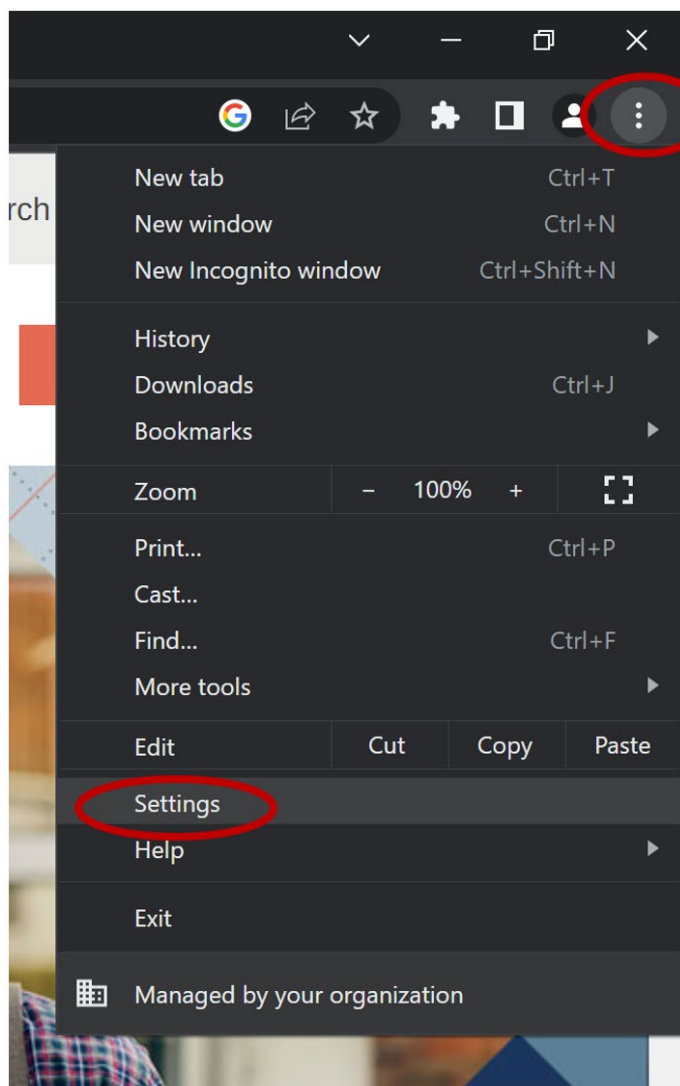 rch
New tab Ctrl+T
New window Ctrl+N
New Incognito window Ctrl+Shift+N
History
Downloads Ctrl+J
Bookmarks
Zoom − 100% +
Print... Ctrl+P
Cast...
Find... Ctrl+F
More tools
Edit Cut Copy Paste
Settings
Help
Exit
Managed by your organization